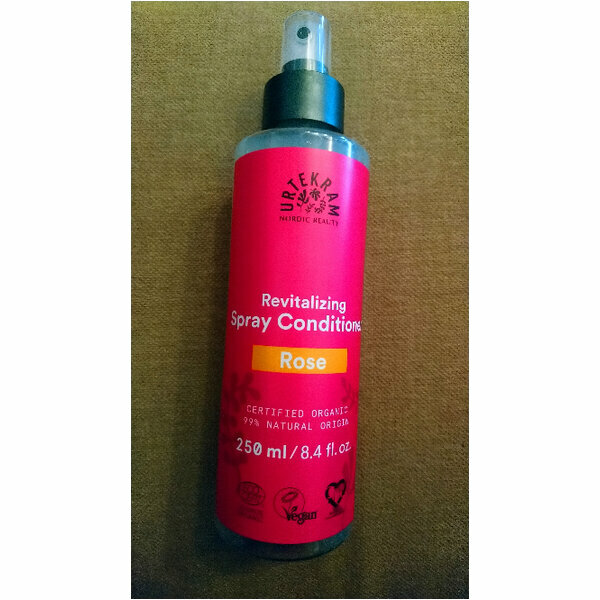 URTEKRAM
NORDIC BEAUTY
Revitalizing
Spray Conditioner
Rose
CERTIFIED ORGANIC
99% NATURAL ORIGIN
250 ml / 8.4 fl. oz.
Vegan